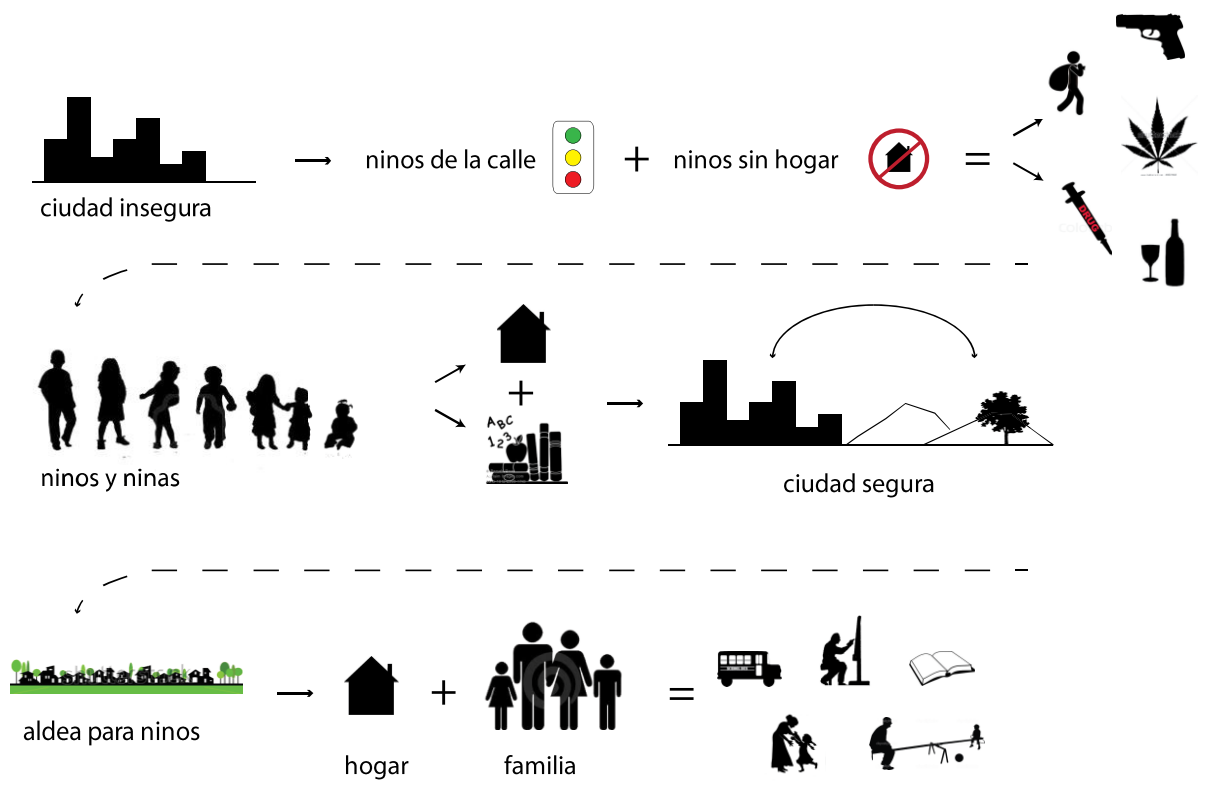 ninos de la calle
+
ninos sin hogar
=
ciudad insegura
DRUG
+
ABC
123
ninos y ninas
ciudad segura
+
=
aldea para ninos
hogar
familia